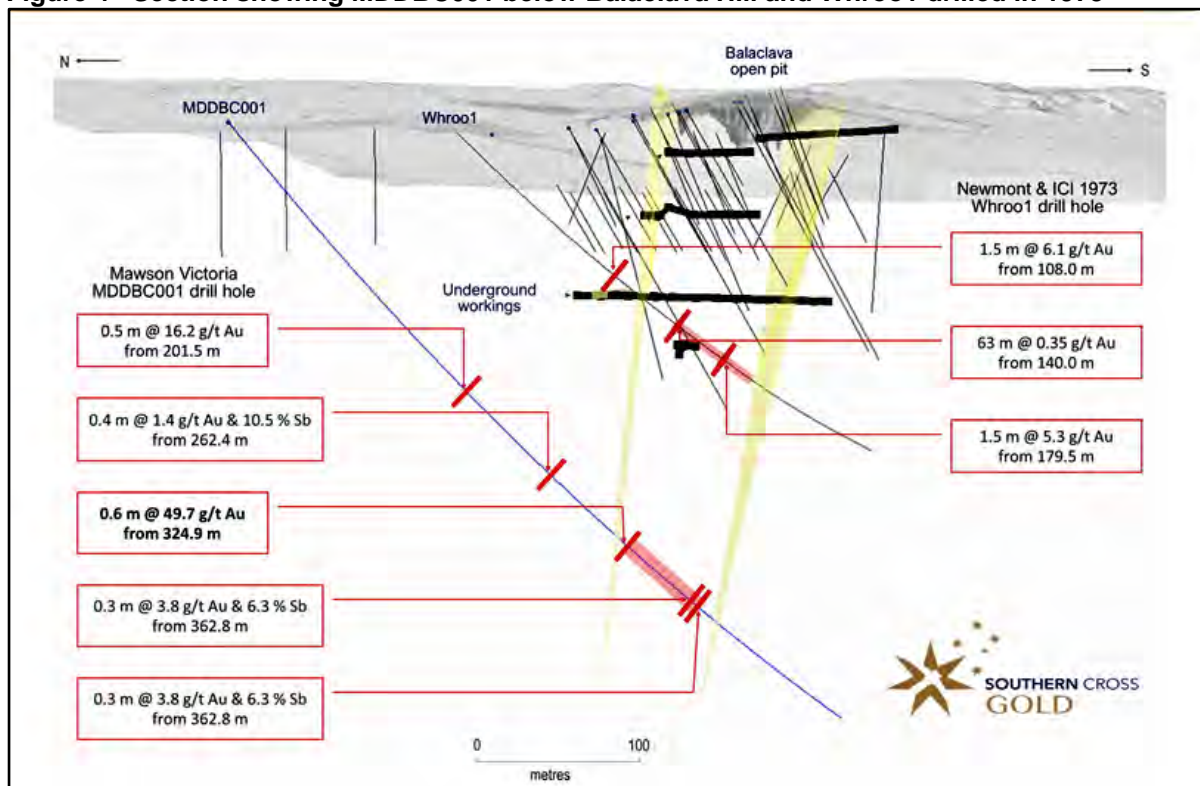 N
S
Balaclava
open pit
MDDBC001
Whroo1
Newmont & ICI 1973
Whroo1 drill hole
1.5 m @ 6.1 g/t Au
from 108.0 m
63 m @ 0.35 g/t Au
from 140.0 m
1.5 m @ 5.3 g/t Au
from 179.5 m
Underground
workings
Mawson Victoria
MDDBC001 drill hole
0.5 m @ 16.2 g/t Au
from 201.5 m
0.4 m @ 1.4 g/t Au & 10.5 % Sb
from 262.4 m
0.6 m @ 49.7 g/t Au
from 324.9 m
0.3 m @ 3.8 g/t Au & 6.3 % Sb
from 362.8 m
0.3 m @ 3.8 g/t Au & 6.3 % Sb
from 362.8 m
SOUTHERN CROSS
GOLD
0 100
metres